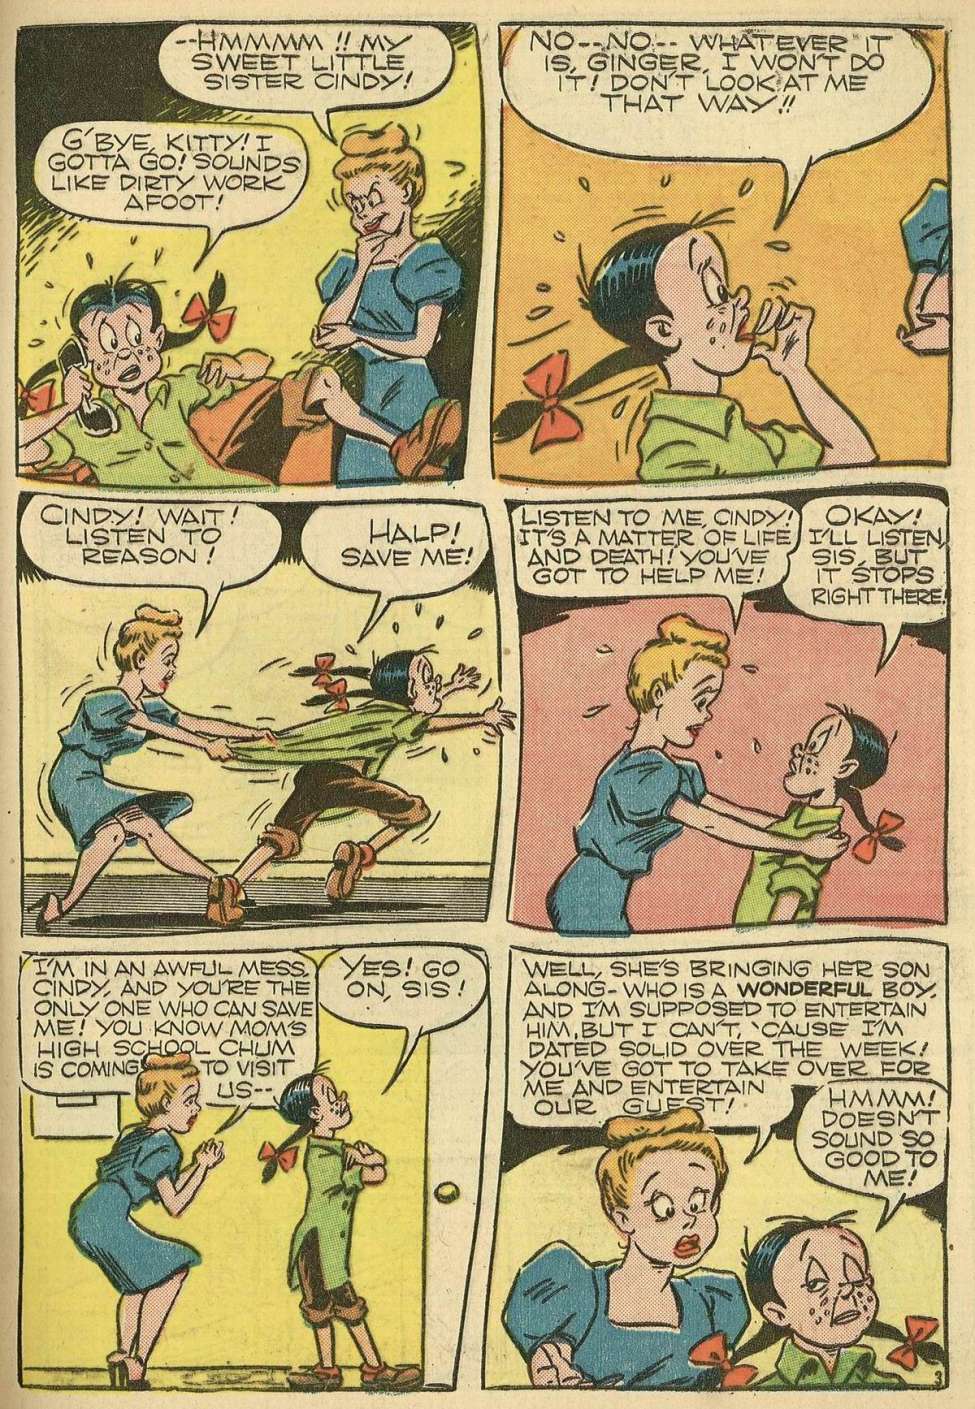 --HMMMM!! MY
SWEET LITTLE
SISTER CINDY!
G'BYE, KITTY! I
GOTTA GO! SOUNDS
LIKE DIRTY WORK
AFOOT!
NO--NO-- WHATEVER IT
IS, GINGER, I WON'T DO
IT! DON'T LOOK AT ME
THAT WAY!!
CINDY! WAIT!
LISTEN TO
REASON!
HALP!
SAVE ME!
LISTEN TO ME, CINDY!
IT'S A MATTER OF LIFE
AND DEATH! YOU'VE
GOT TO HELP ME!
OKAY!
I'LL LISTEN,
SIS, BUT
IT STOPS
RIGHT THERE!
I'M IN AN AWFUL MESS,
CINDY, AND YOU'RE THE
ONLY ONE WHO CAN SAVE
ME! YOU KNOW MOM'S
HIGH SCHOOL CHUM
IS COMING TO VISIT
US--
YES! GO
ON, SIS!
WELL, SHE'S BRINGING HER SON
ALONG- WHO IS A WONDERFUL BOY,
AND I'M SUPPOSED TO ENTERTAIN
HIM, BUT I CAN'T, 'CAUSE I'M
DATED SOLID OVER THE WEEK!
YOU'VE GOT TO TAKE OVER FOR
ME AND ENTERTAIN
OUR GUEST!
HMMM!
DOESN'T
SOUND SO
GOOD TO
ME!
3